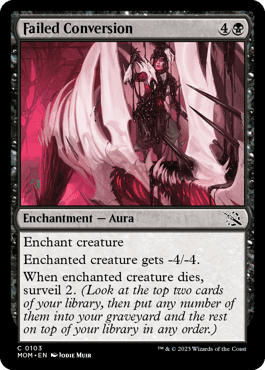 Failed Conversion 4
Enchantment — Aura
Enchant creature
Enchanted creature gets -4/-4.
When enchanted creature dies,
surveil 2. (Look at the top two cards
of your library, then put any number of
them into your graveyard and the rest
on top of your library in any order.)
C 0103
MOM • EN Jodie Muir
™ & © 2023 Wizards of the Coast